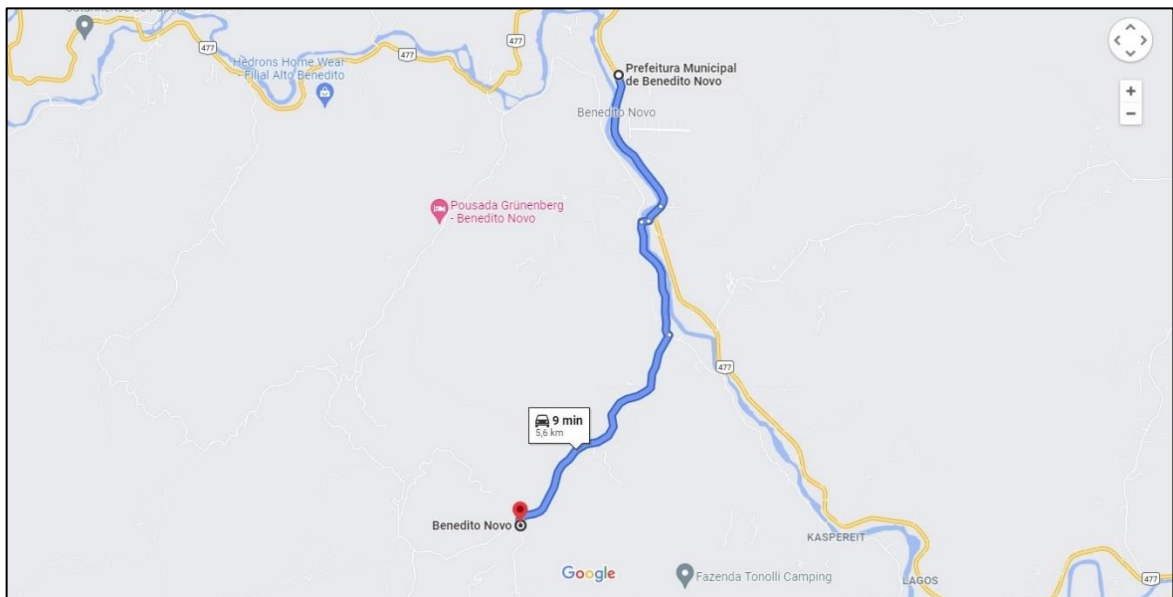 477
477
Hedrons Home Wear
- Filial Alto Benedito
477
Prefeitura Municipal
de Benedito Novo
Benedito Novo
+
−
Pousada Grünenberg
- Benedito Novo
477
9 min
5,6 km
Benedito Novo
KASPEREIT
Google
Fazenda Tonolli Camping
LAGOS
477